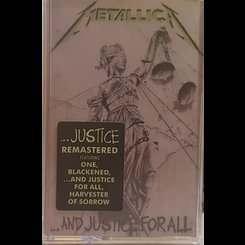 METALLICA
...JUSTICE
REMASTERED
FEATURING
ONE,
BLACKENED,
...AND JUSTICE
FOR ALL,
HARVESTER
OF SORROW
...AND JUSTICE FOR ALL